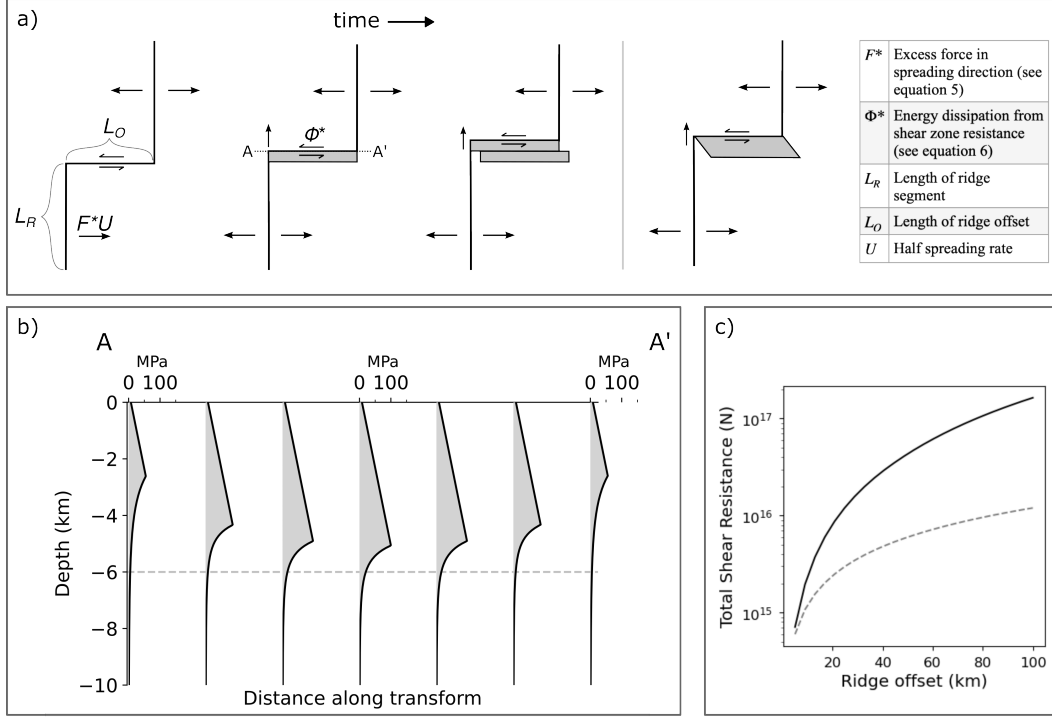 a)
time
L_O
L_R
F*U
Φ*
A
A'
F* Excess force in
spreading direction (see
equation 5)
Φ* Energy dissipation from
shear zone resistance
(see equation 6)
L_R Length of ridge
segment
L_O Length of ridge offset
U Half spreading rate
b)
A
A'
MPa
MPa
MPa
0 100
0 100
0 100
0
−2
−4
−6
−8
−10
Depth (km)
Distance along transform
c)
10^17
10^16
10^15
Total Shear Resistance (N)
20
40
60
80
100
Ridge offset (km)